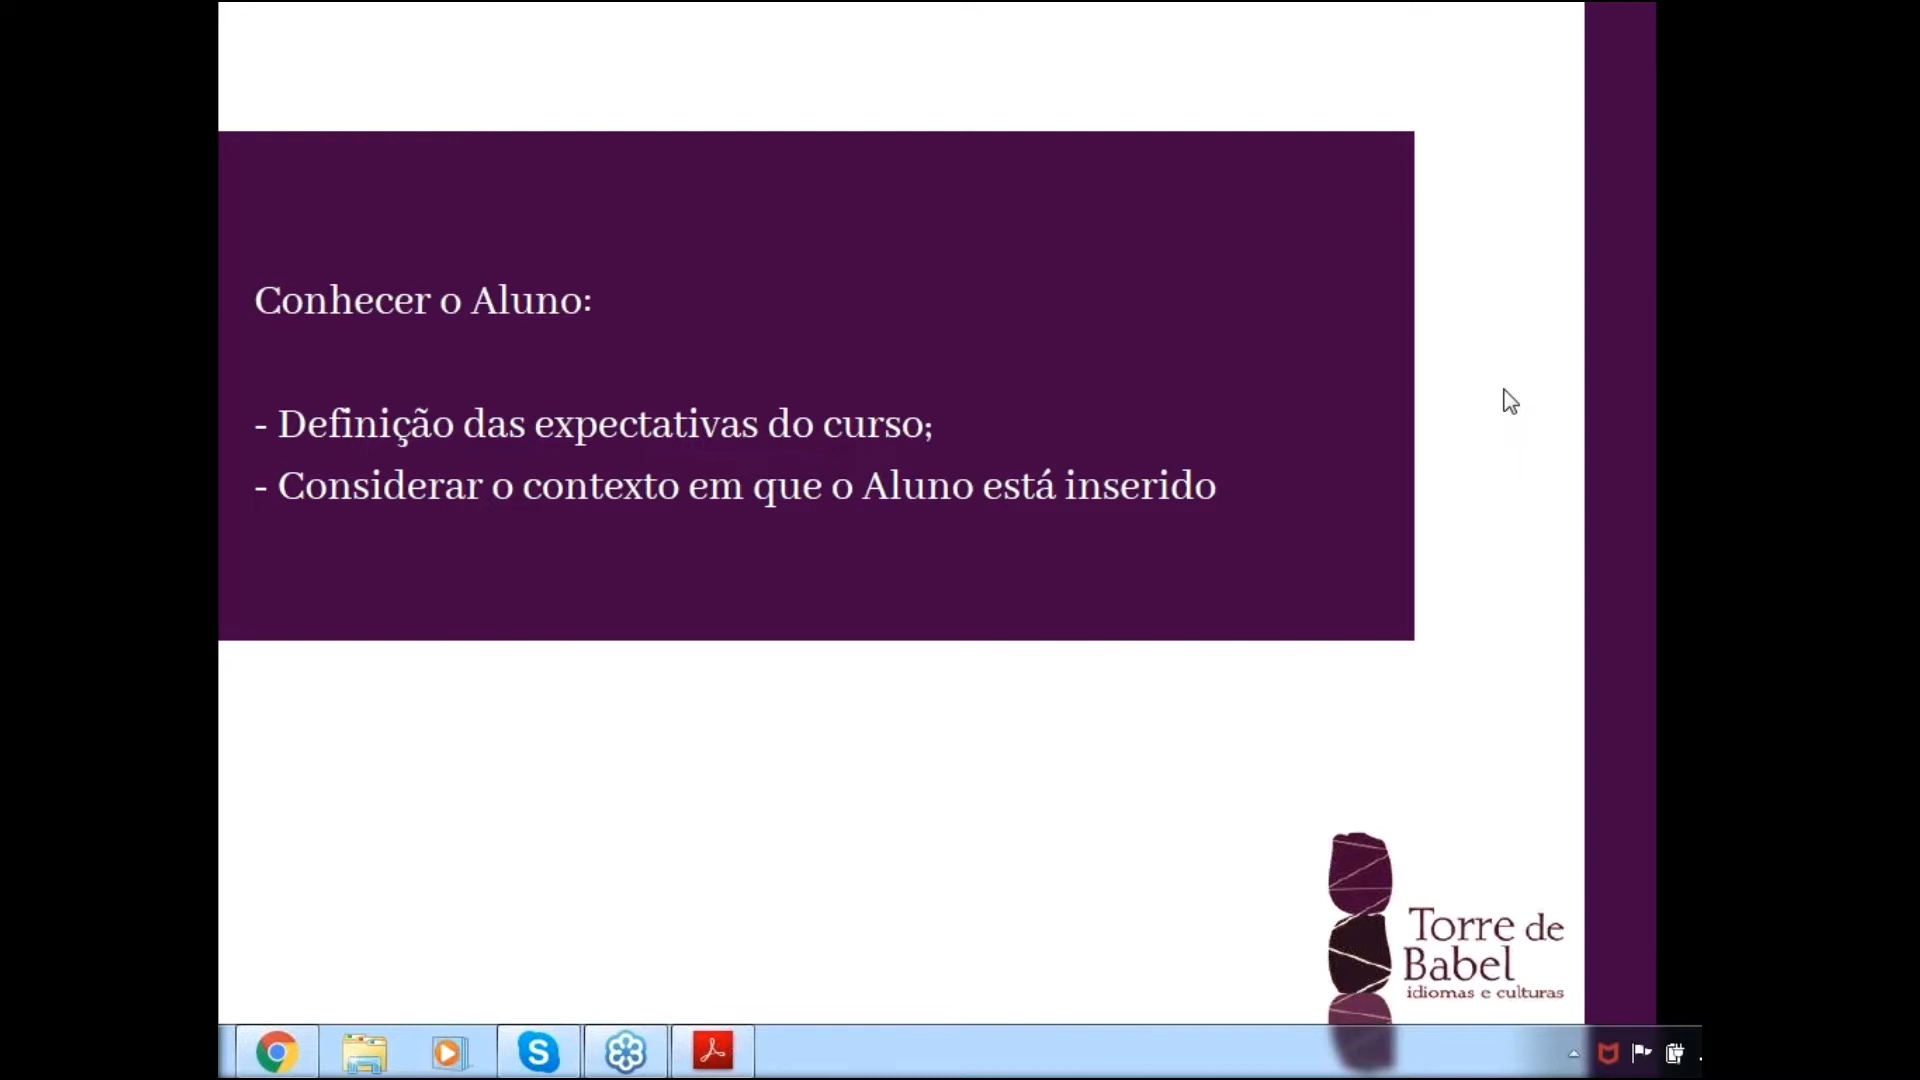 Conhecer o Aluno:
- Definição das expectativas do curso;
- Considerar o contexto em que o Aluno está inserido
Torre de
Babel
idiomas e culturas